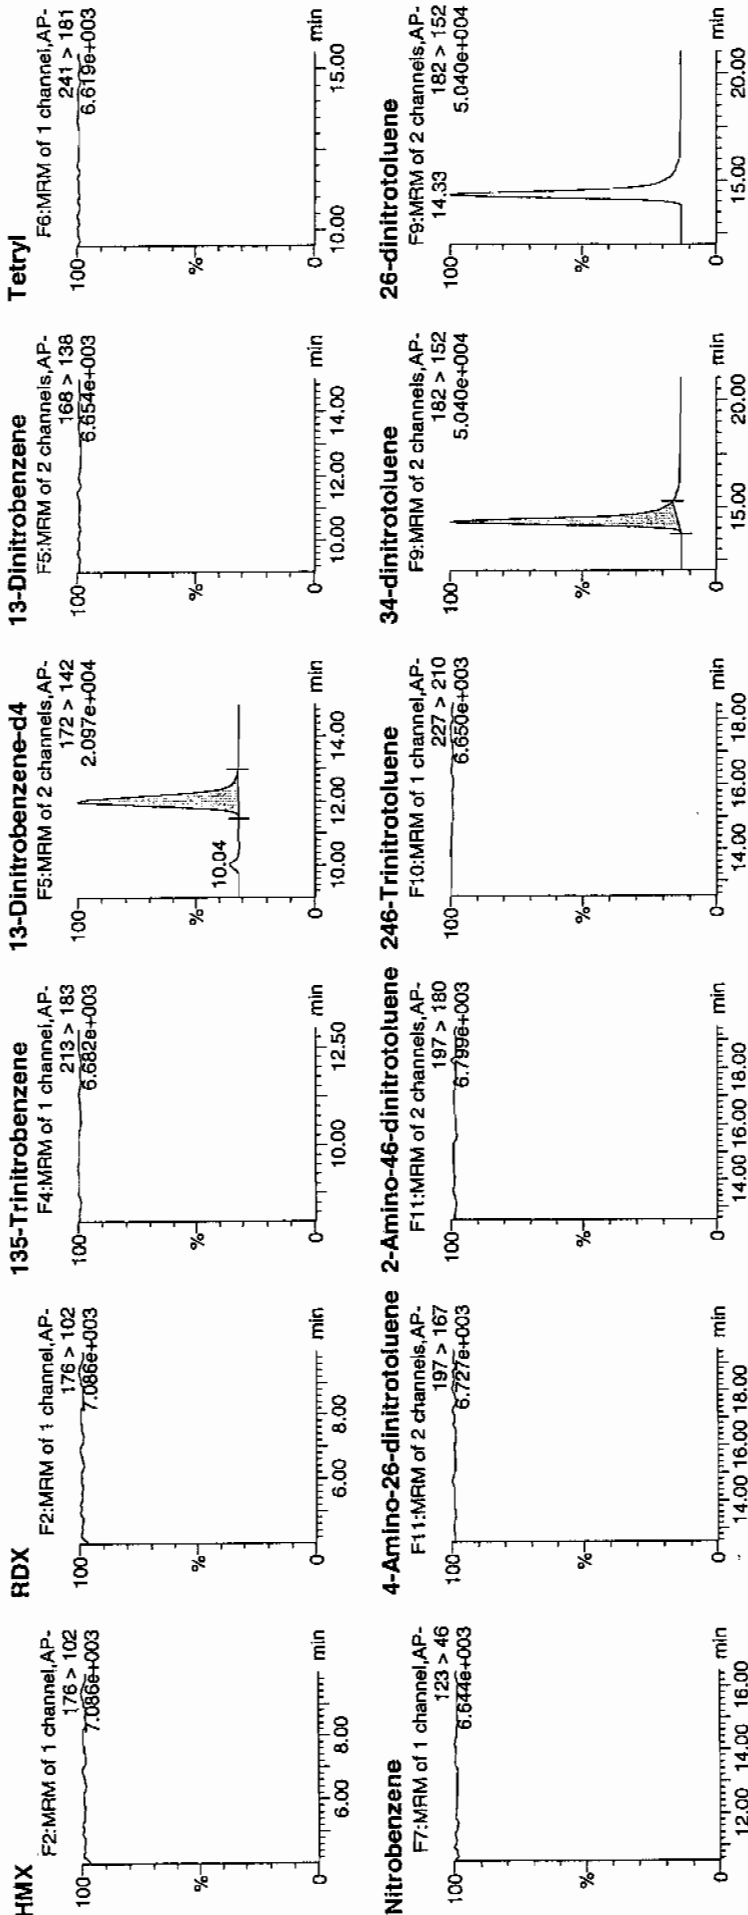 HMX
F2:MRM of 1 channel,AP-
176 > 102
7.086e+003
100
%
0
6.00 8.00 min
RDX
F2:MRM of 1 channel,AP-
176 > 102
7.086e+003
100
%
0
6.00 8.00 min
135-Trinitrobenzene
F4:MRM of 1 channel,AP-
213 > 183
6.682e+003
100
%
0
10.00 12.50 min
13-Dinitrobenzene-d4
F5:MRM of 2 channels,AP-
172 > 142
2.097e+004
100
%
10.04
0
10.00 12.00 14.00 min
13-Dinitrobenzene
F5:MRM of 2 channels,AP-
168 > 138
6.654e+003
100
%
0
10.00 12.00 14.00 min
Tetryl
F6:MRM of 1 channel,AP-
241 > 181
6.619e+003
100
%
0
10.00 15.00 min
Nitrobenzene
F7:MRM of 1 channel,AP-
123 > 46
6.644e+003
100
%
0
12.00 14.00 16.00 min
4-Amino-26-dinitrotoluene
F11:MRM of 2 channels,AP-
197 > 167
6.727e+003
100
%
0
14.00 16.00 18.00 min
2-Amino-46-dinitrotoluene
F11:MRM of 2 channels,AP-
197 > 180
6.799e+003
100
%
0
14.00 16.00 18.00 min
246-Trinitrotoluene
F10:MRM of 1 channel,AP-
227 > 210
6.650e+003
100
%
0
14.00 16.00 18.00 min
34-dinitrotoluene
F9:MRM of 2 channels,AP-
182 > 152
5.040e+004
100
%
0
15.00 20.00 min
26-dinitrotoluene
F9:MRM of 2 channels,AP-
182 > 152
14.33
5.040e+004
100
%
0
15.00 20.00 min